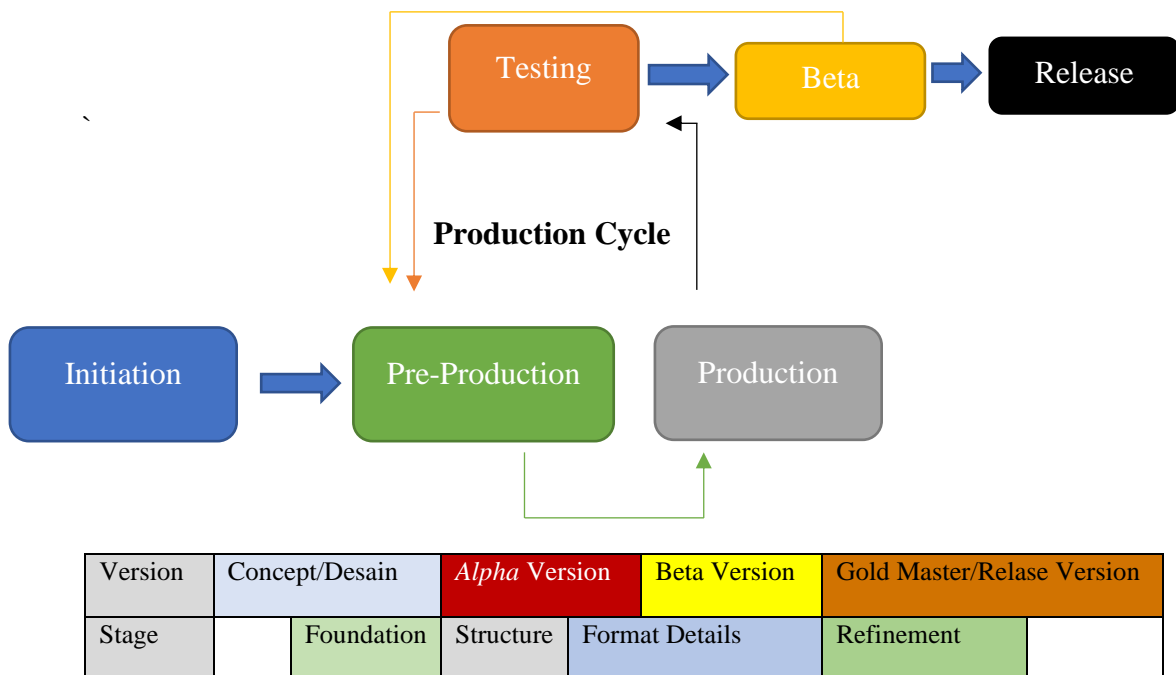 Testing
Beta
Release
`
Production Cycle
Initiation
Pre-Production
Production
Version Concept/Desain Alpha Version Beta Version Gold Master/Relase Version
Stage Foundation Structure Format Details Refinement